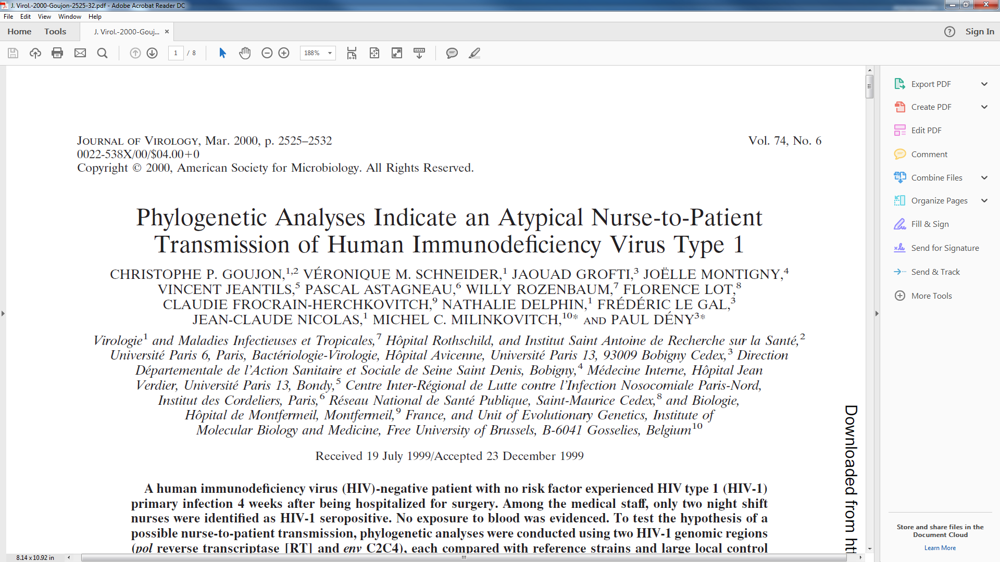 J. Virol.-2000-Goujon-2525-32.pdf - Adobe Acrobat Reader DC
File Edit View Window Help
Home Tools J. Virol.-2000-Gouj... × ? Sign In
1 / 8 188%
JOURNAL OF VIROLOGY, Mar. 2000, p. 2525–2532 Vol. 74, No. 6
0022-538X/00/$04.00+0
Copyright © 2000, American Society for Microbiology. All Rights Reserved.
Phylogenetic Analyses Indicate an Atypical Nurse-to-Patient
Transmission of Human Immunodeficiency Virus Type 1
CHRISTOPHE P. GOUJON,1,2 VÉRONIQUE M. SCHNEIDER,1 JAOUAD GROFTI,3 JOËLLE MONTIGNY,4
VINCENT JEANTILS,5 PASCAL ASTAGNEAU,6 WILLY ROZENBAUM,7 FLORENCE LOT,8
CLAUDIE FROCRAIN-HERCHKOVITCH,9 NATHALIE DELPHIN,1 FRÉDÉRIC LE GAL,3
JEAN-CLAUDE NICOLAS,1 MICHEL C. MILINKOVITCH,10* AND PAUL DÉNY3*
Virologie1 and Maladies Infectieuses et Tropicales,7 Hôpital Rothschild, and Institut Saint Antoine de Recherche sur la Santé,2
Université Paris 6, Paris, Bactériologie-Virologie, Hôpital Avicenne, Université Paris 13, 93009 Bobigny Cedex,3 Direction
Départementale de l'Action Sanitaire et Sociale de Seine Saint Denis, Bobigny,4 Médecine Interne, Hôpital Jean
Verdier, Université Paris 13, Bondy,5 Centre Inter-Régional de Lutte contre l'Infection Nosocomiale Paris-Nord,
Institut des Cordeliers, Paris,6 Réseau National de Santé Publique, Saint-Maurice Cedex,8 and Biologie,
Hôpital de Montfermeil, Montfermeil,9 France, and Unit of Evolutionary Genetics, Institute of
Molecular Biology and Medicine, Free University of Brussels, B-6041 Gosselies, Belgium10
Received 19 July 1999/Accepted 23 December 1999
A human immunodeficiency virus (HIV)-negative patient with no risk factor experienced HIV type 1 (HIV-1)
primary infection 4 weeks after being hospitalized for surgery. Among the medical staff, only two night shift
nurses were identified as HIV-1 seropositive. No exposure to blood was evidenced. To test the hypothesis of a
possible nurse-to-patient transmission, phylogenetic analyses were conducted using two HIV-1 genomic regions
(pol reverse transcriptase [RT] and env C2C4), each compared with reference strains and large local control
Downloaded from htt
8.14 x 10.92 in
Export PDF
Create PDF
Edit PDF
Comment
Combine Files
Organize Pages
Fill & Sign
Send for Signature
Send & Track
More Tools
Store and share files in the
Document Cloud
Learn More